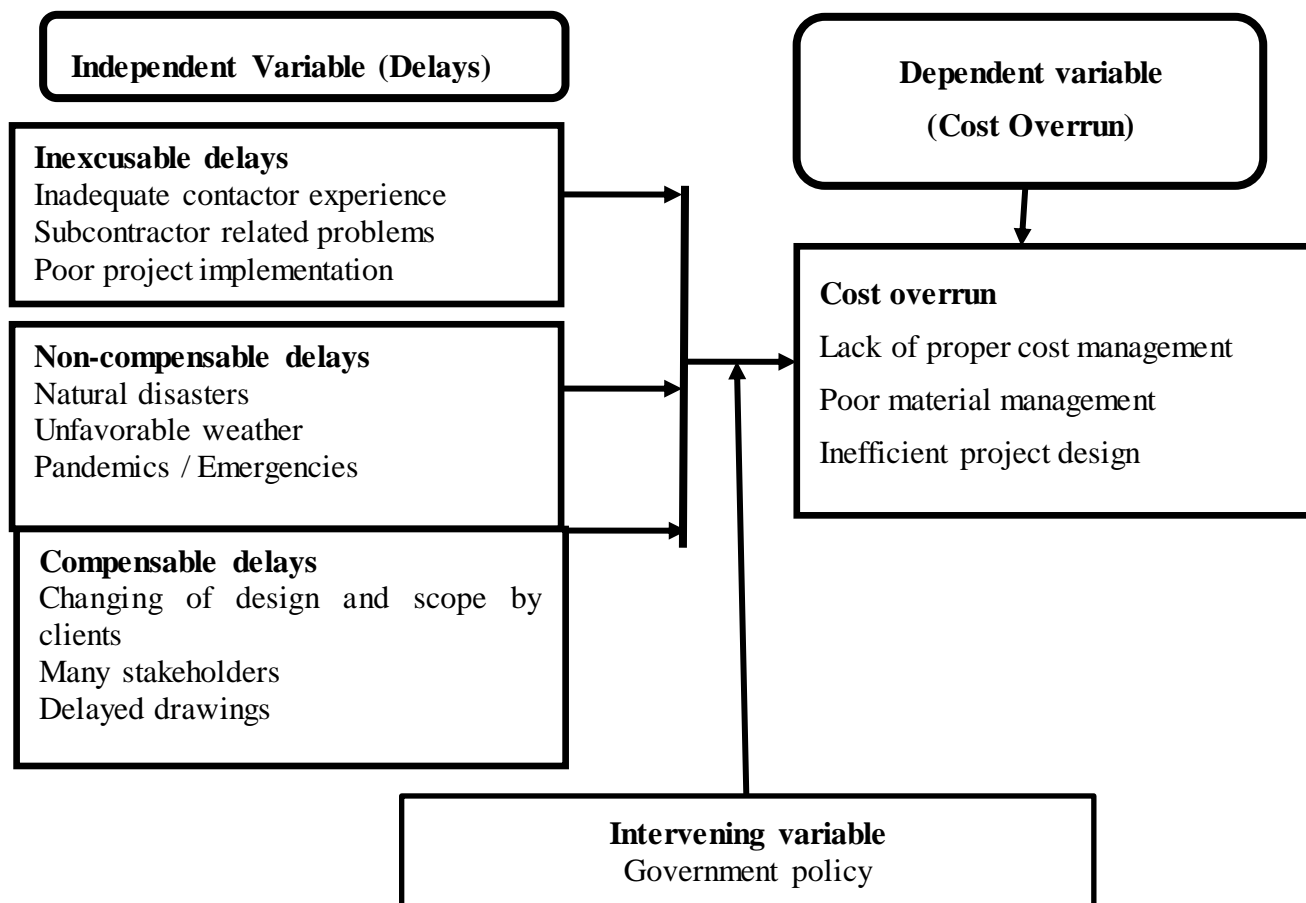 Independent Variable (Delays)
Dependent variable
(Cost Overrun)
Inexcusable delays
Inadequate contactor experience
Subcontractor related problems
Poor project implementation
Non-compensable delays
Natural disasters
Unfavorable weather
Pandemics / Emergencies
Compensable delays
Changing of design and scope by
clients
Many stakeholders
Delayed drawings
Cost overrun
Lack of proper cost management
Poor material management
Inefficient project design
Intervening variable
Government policy